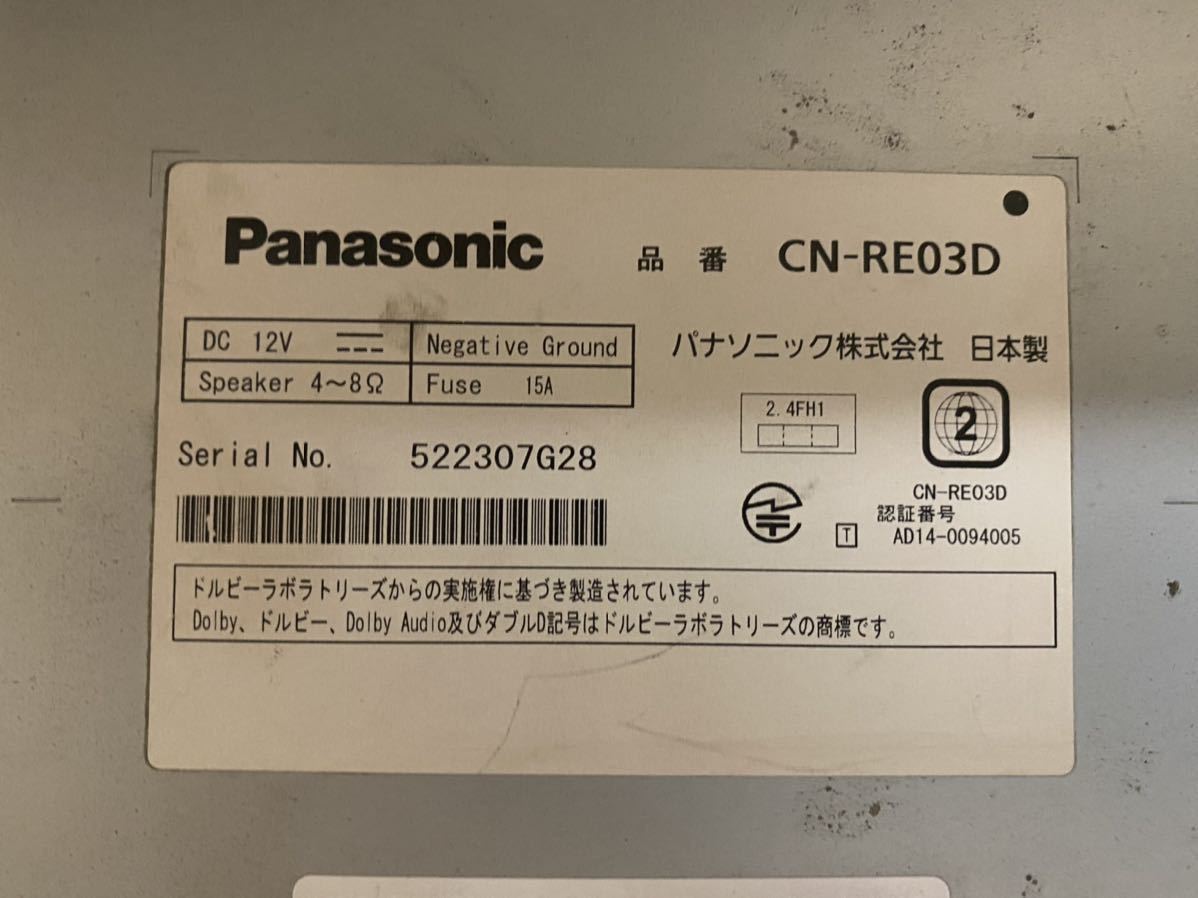 Panasonic 品番 CN-RE03D
DC 12V Negative Ground
Speaker 4~8Ω Fuse 15A
パナソニック株式会社 日本製
2.4FH1
2
Serial No. 522307G28
CN-RE03D
認証番号
T AD14-0094005
ドルビーラボラトリーズからの実施権に基づき製造されています。
Dolby、ドルビー、Dolby Audio及びダブルD記号はドルビーラボラトリーズの商標です。